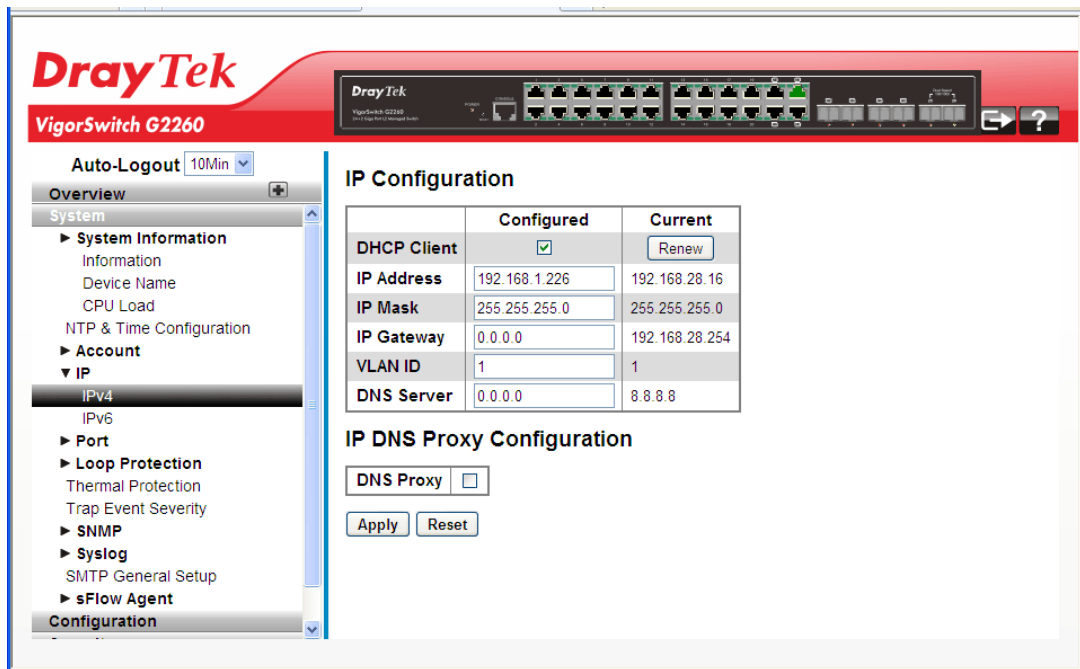 DrayTek
VigorSwitch G2260
DrayTek
VigorSwitch G2260
CONSOLE
POWER
Auto-Logout 10Min
Overview
System
► System Information
Information
Device Name
CPU Load
NTP & Time Configuration
► Account
▼ IP
IPv4
IPv6
► Port
► Loop Protection
Thermal Protection
Trap Event Severity
► SNMP
► Syslog
SMTP General Setup
► sFlow Agent
Configuration
IP Configuration
Configured Current
DHCP Client Renew
IP Address 192.168.1.226 192.168.28.16
IP Mask 255.255.255.0 255.255.255.0
IP Gateway 0.0.0.0 192.168.28.254
VLAN ID 1 1
DNS Server 0.0.0.0 8.8.8.8
IP DNS Proxy Configuration
DNS Proxy
Apply Reset
?